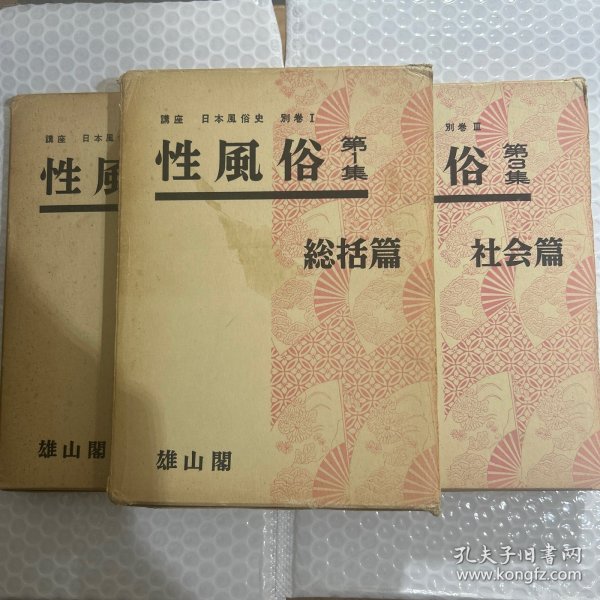 講座 日本風俗史 別巻Ⅰ
性風俗 第1集
総括篇
雄山閣
講座 日本風
性風
雄山閣
別巻Ⅲ
俗 第3集
社会篇
孔夫子旧书网
www.kongfz.com